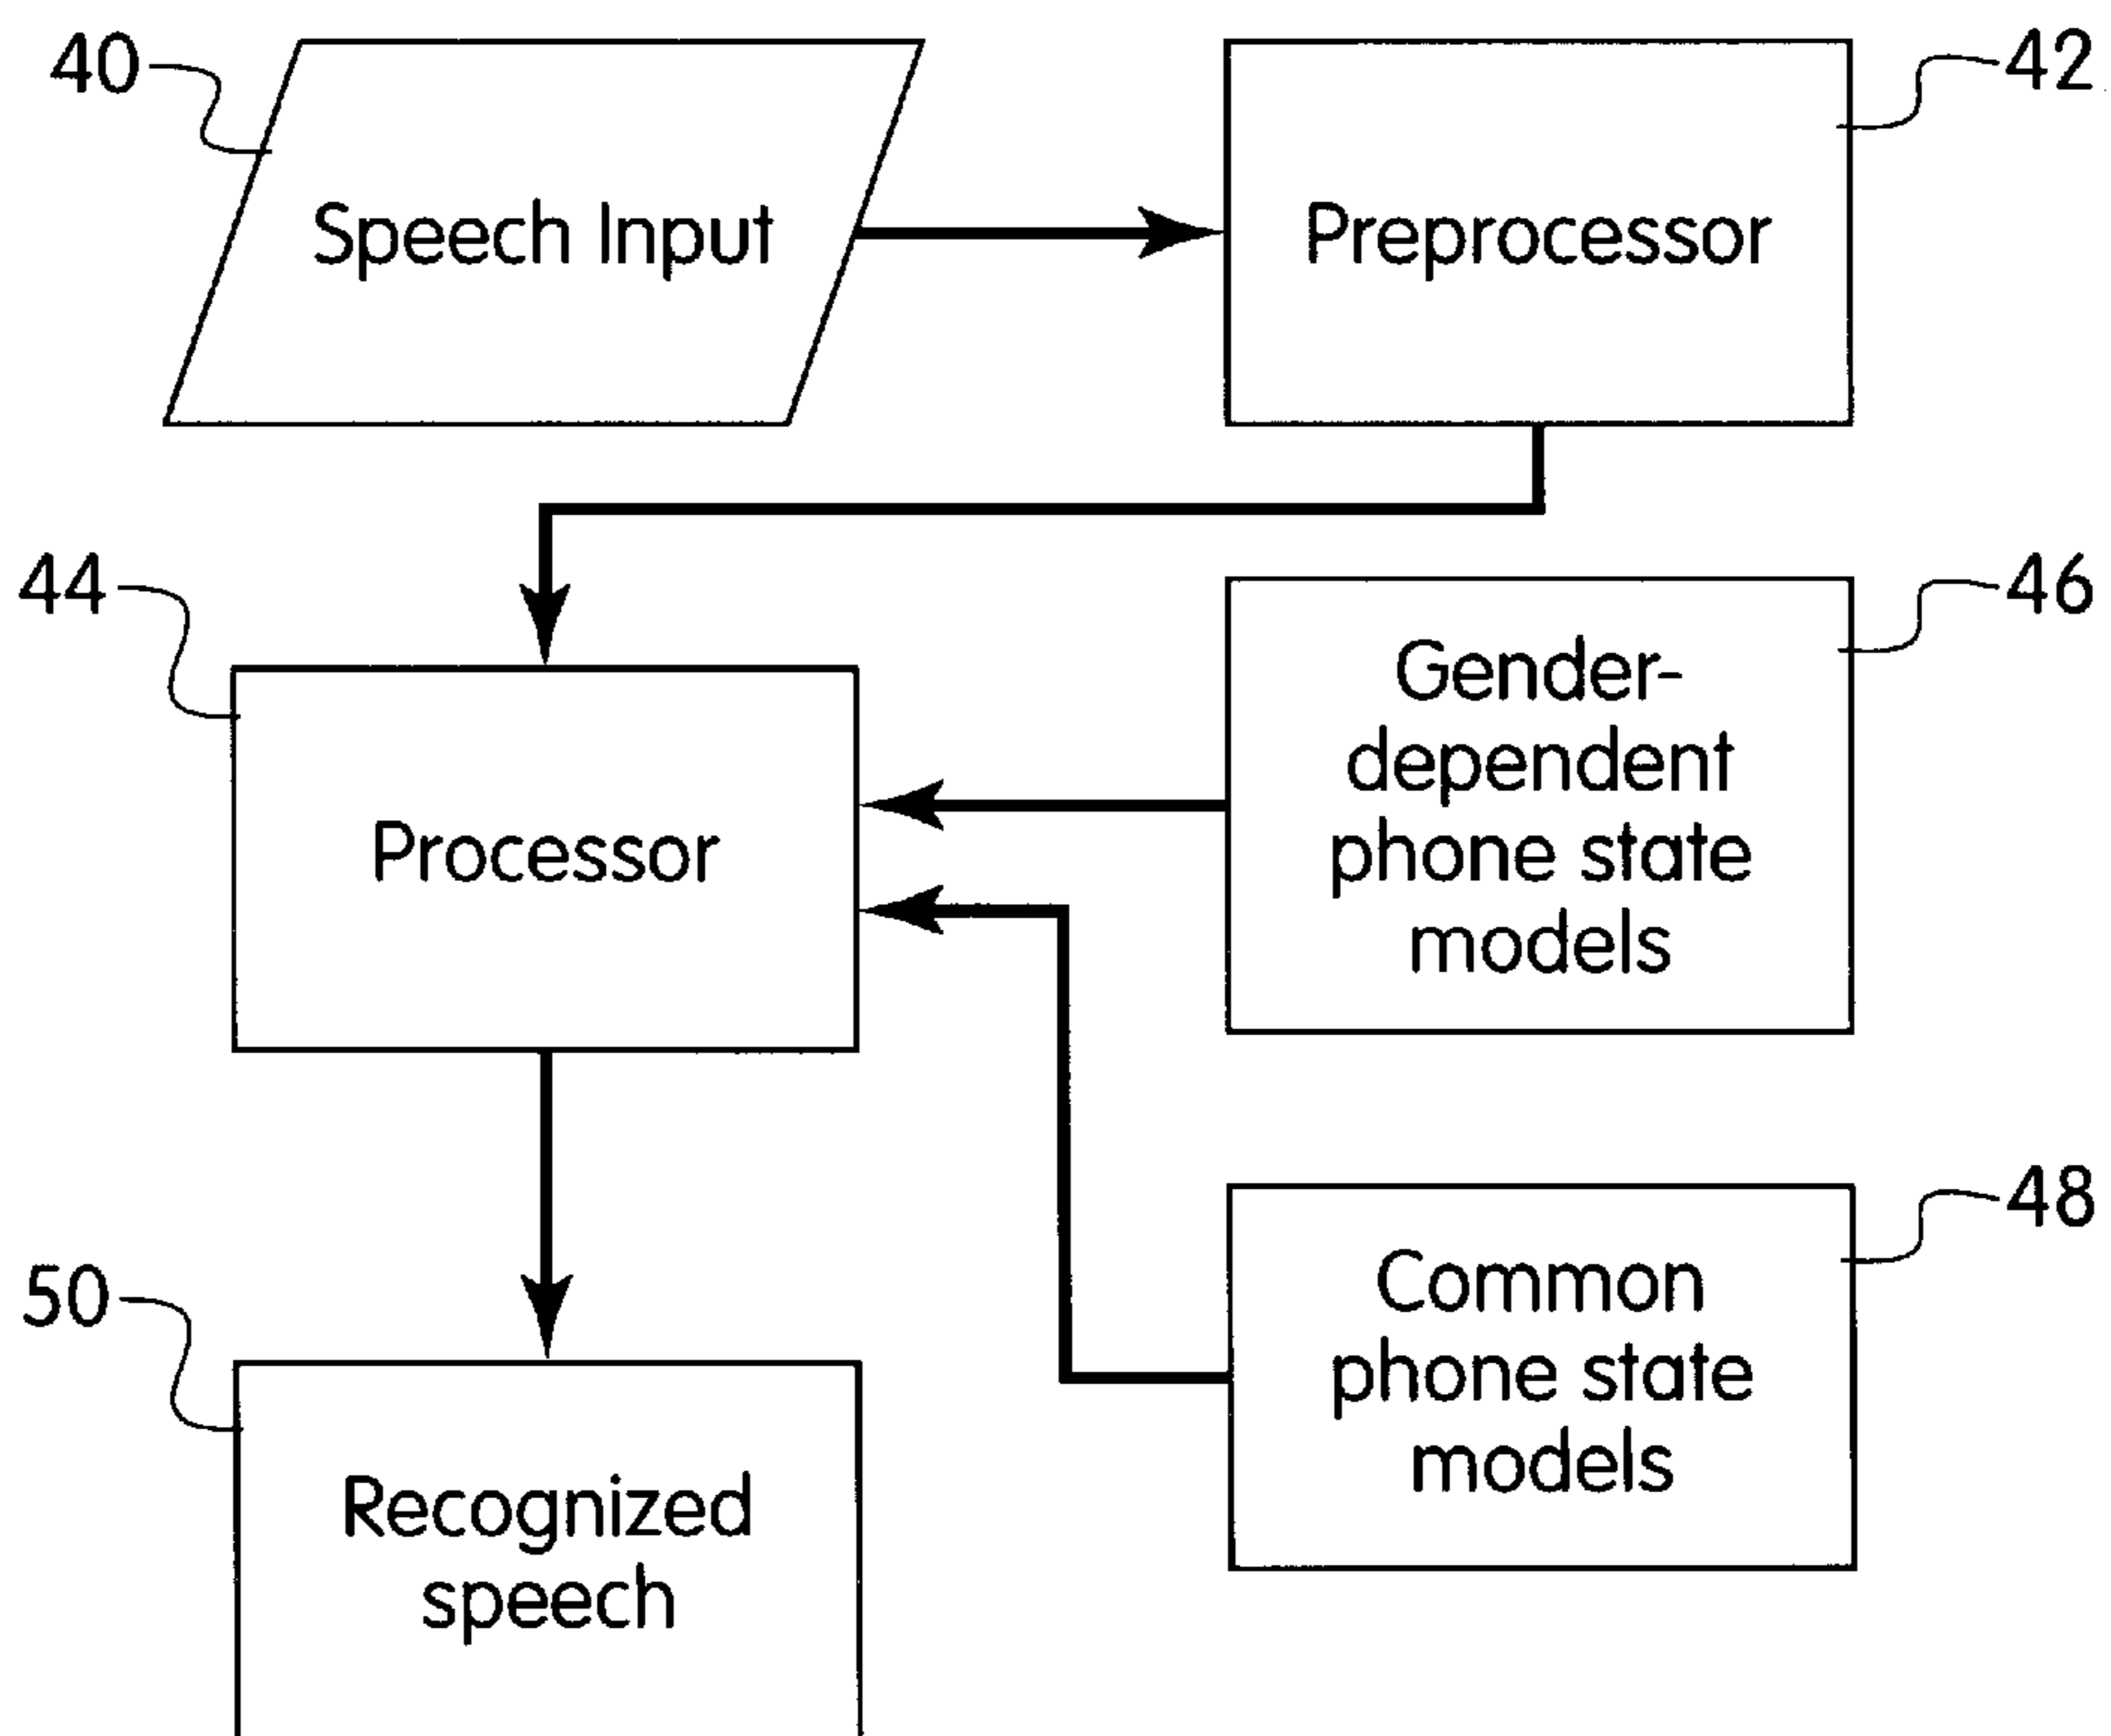 40
Speech Input
42
Preprocessor
44
Processor
46
Gender-
dependent
phone state
models
48
Common
phone state
models
50
Recognized
speech